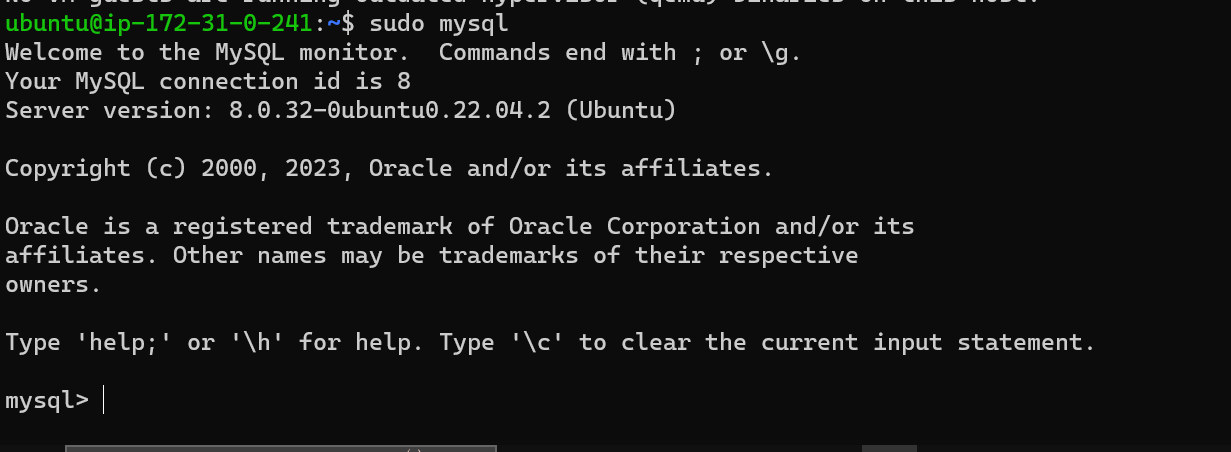 ubuntu@ip-172-31-0-241:~$ sudo mysql
Welcome to the MySQL monitor.  Commands end with ; or \g.
Your MySQL connection id is 8
Server version: 8.0.32-0ubuntu0.22.04.2 (Ubuntu)
Copyright (c) 2000, 2023, Oracle and/or its affiliates.
Oracle is a registered trademark of Oracle Corporation and/or its
affiliates. Other names may be trademarks of their respective
owners.
Type 'help;' or '\h' for help. Type '\c' to clear the current input statement.
mysql>